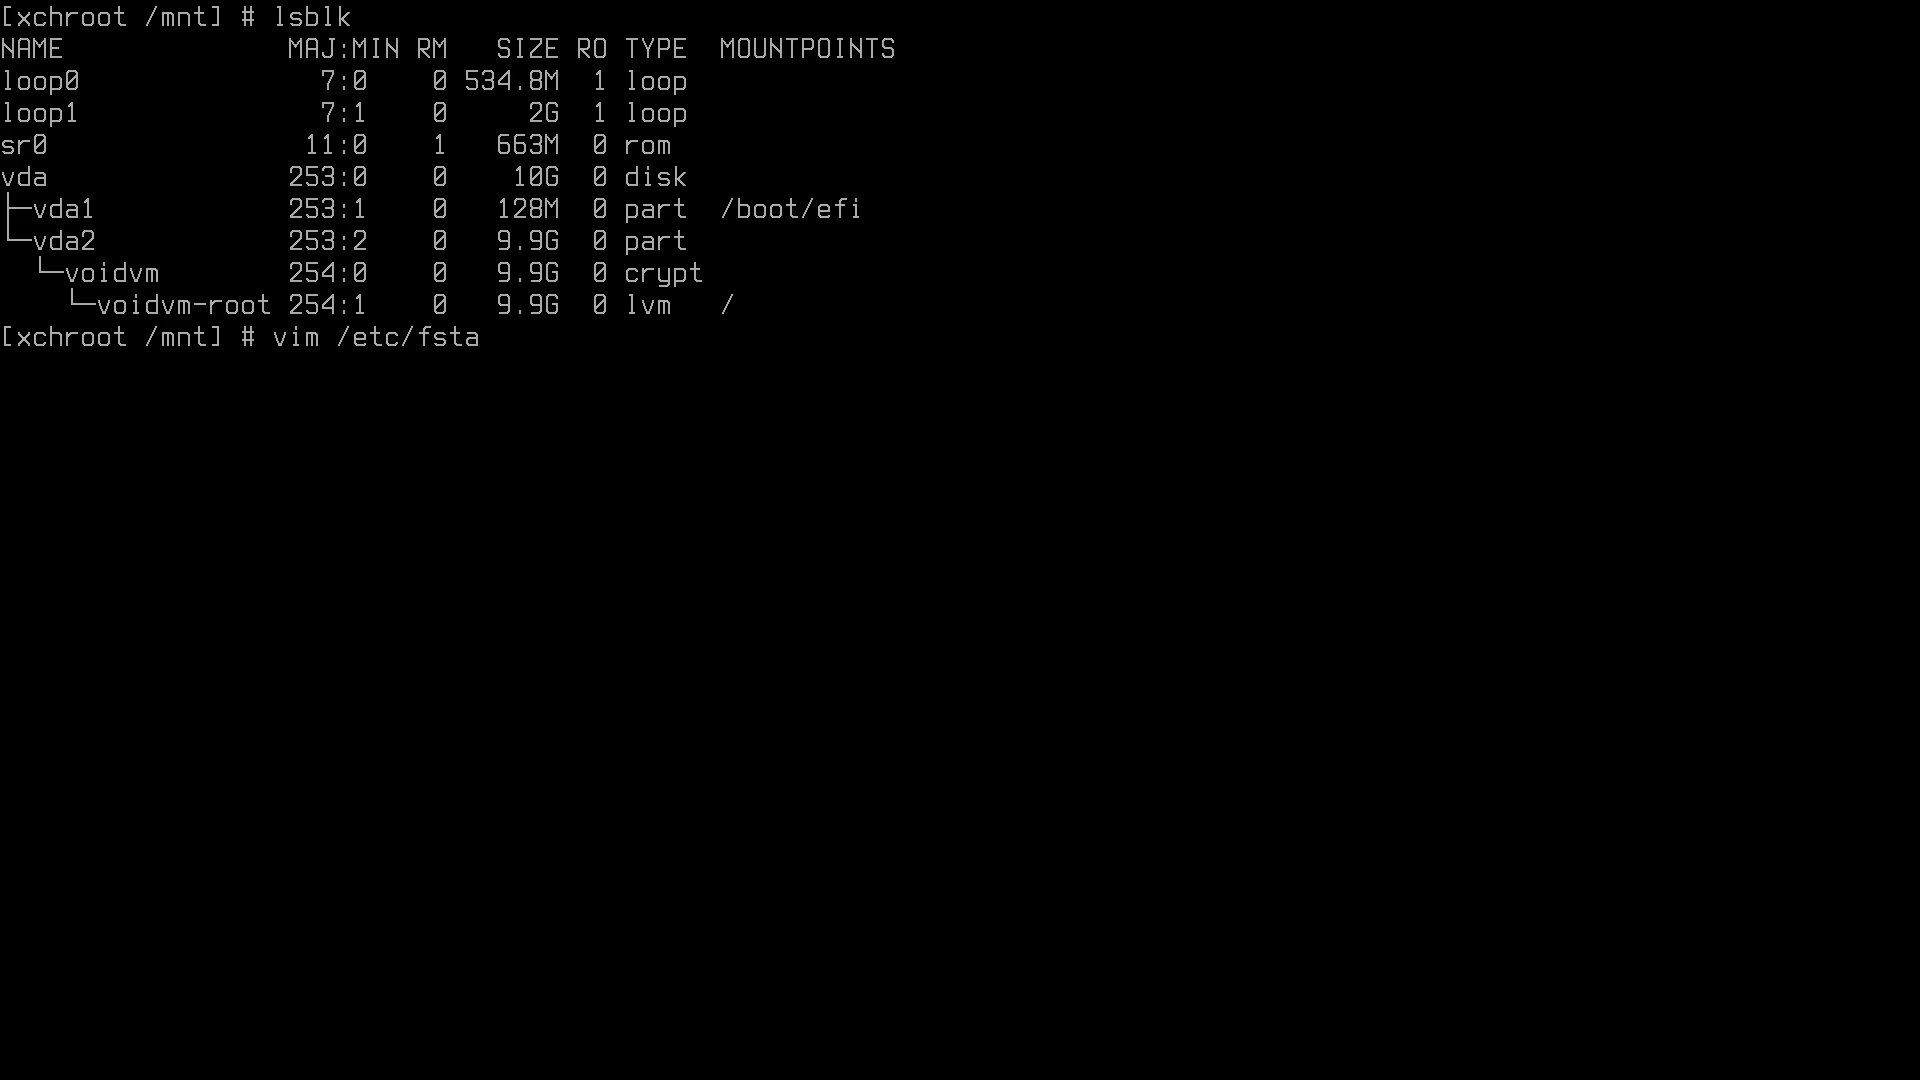 [xchroot /mnt] # lsblk
NAME              MAJ:MIN RM   SIZE RO TYPE  MOUNTPOINTS
loop0               7:0    0 534.8M  1 loop
loop1               7:1    0     2G  1 loop
sr0                11:0    1   663M  0 rom
vda               253:0    0    10G  0 disk
├─vda1            253:1    0   128M  0 part  /boot/efi
└─vda2            253:2    0   9.9G  0 part
  └─voidvm        254:0    0   9.9G  0 crypt
    └─voidvm-root 254:1    0   9.9G  0 lvm   /
[xchroot /mnt] # vim /etc/fsta